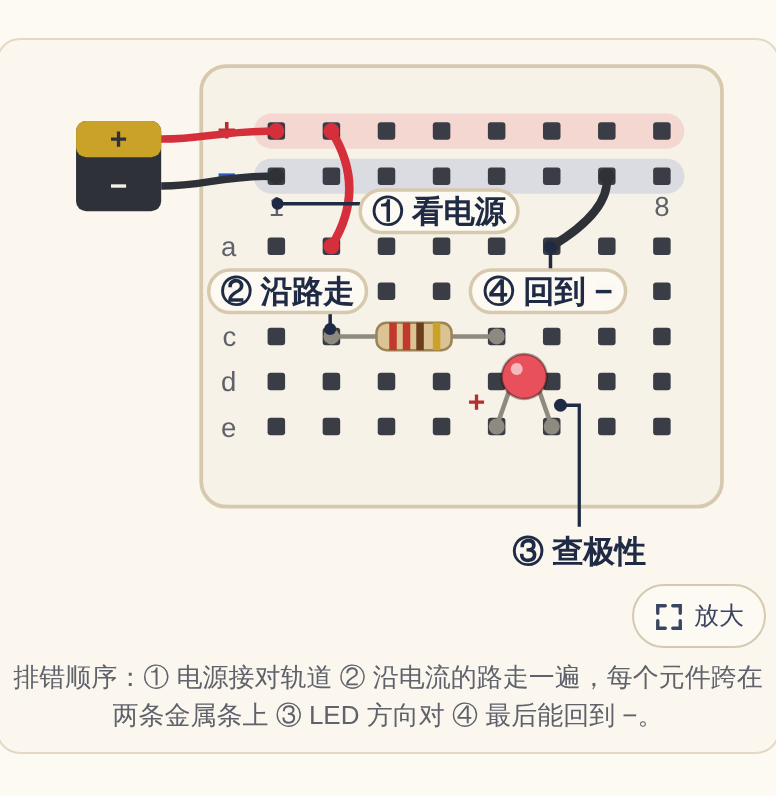 +
−
+
−
1
8
① 看电源
a
② 沿路走
④ 回到 −
c
d
+
e
③ 查极性
放大
排错顺序：① 电源接对轨道 ② 沿电流的路走一遍，每个元件跨在
两条金属条上 ③ LED 方向对 ④ 最后能回到 −。